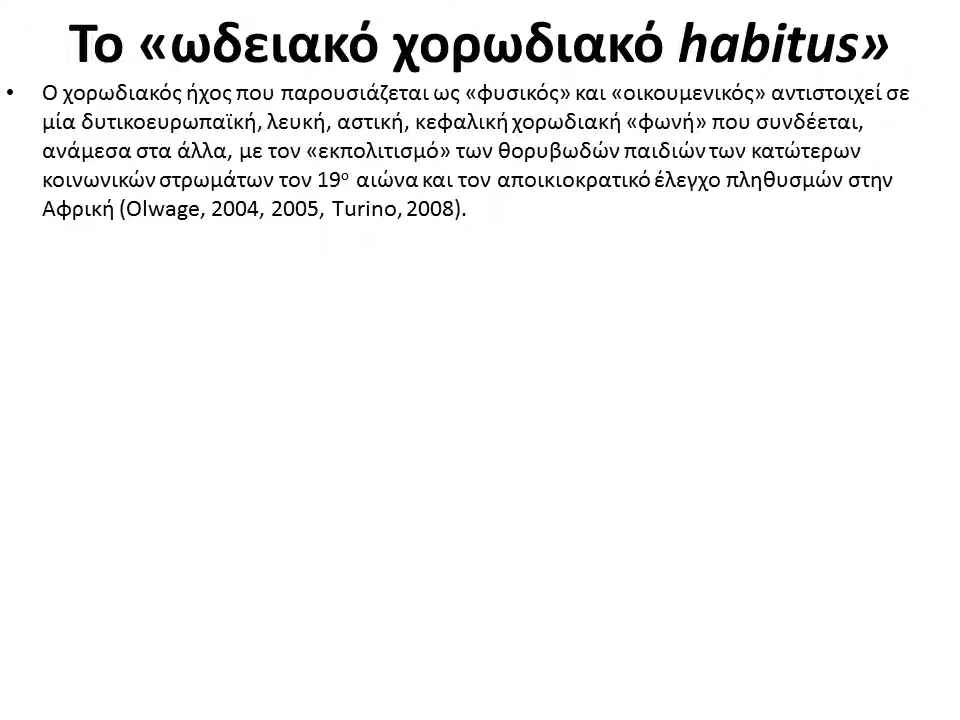 Το «ωδειακό χορωδιακό habitus»
• Ο χορωδιακός ήχος που παρουσιάζεται ως «φυσικός» και «οικουμενικός» αντιστοιχεί σε
μία δυτικοευρωπαϊκή, λευκή, αστική, κεφαλική χορωδιακή «φωνή» που συνδέεται,
ανάμεσα στα άλλα, με τον «εκπολιτισμό» των θορυβωδών παιδιών των κατώτερων
κοινωνικών στρωμάτων τον 19ο αιώνα και τον αποικιοκρατικό έλεγχο πληθυσμών στην
Αφρική (Olwage, 2004, 2005, Turino, 2008).